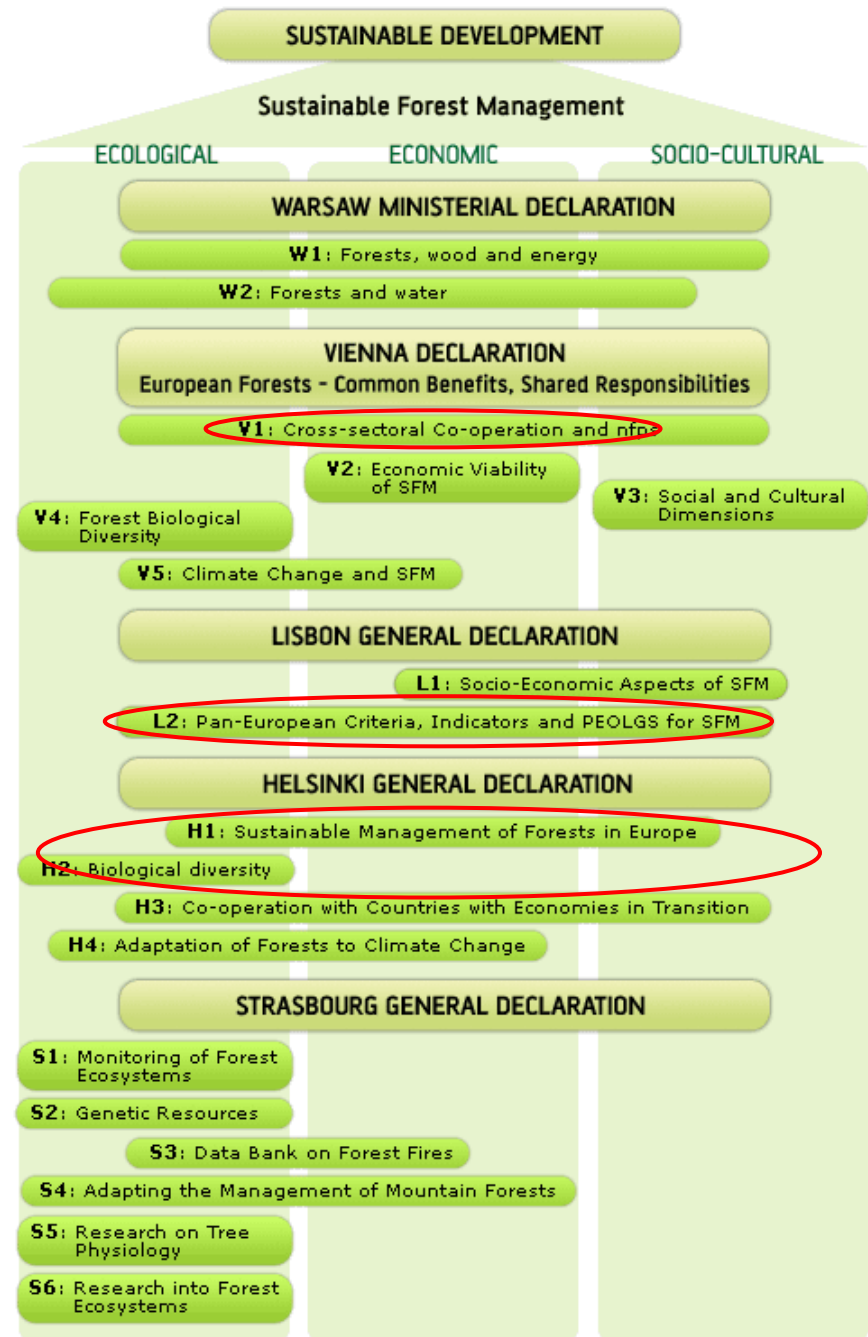 SUSTAINABLE DEVELOPMENT
Sustainable Forest Management
ECOLOGICAL ECONOMIC SOCIO-CULTURAL
WARSAW MINISTERIAL DECLARATION
W1: Forests, wood and energy
W2: Forests and water
VIENNA DECLARATION
European Forests - Common Benefits, Shared Responsibilities
V1: Cross-sectoral Co-operation and nfps
V2: Economic Viability
of SFM
V3: Social and Cultural
Dimensions
V4: Forest Biological
Diversity
V5: Climate Change and SFM
LISBON GENERAL DECLARATION
L1: Socio-Economic Aspects of SFM
L2: Pan-European Criteria, Indicators and PEOLGS for SFM
HELSINKI GENERAL DECLARATION
H1: Sustainable Management of Forests in Europe
H2: Biological diversity
H3: Co-operation with Countries with Economies in Transition
H4: Adaptation of Forests to Climate Change
STRASBOURG GENERAL DECLARATION
S1: Monitoring of Forest
Ecosystems
S2: Genetic Resources
S3: Data Bank on Forest Fires
S4: Adapting the Management of Mountain Forests
S5: Research on Tree
Physiology
S6: Research into Forest
Ecosystems